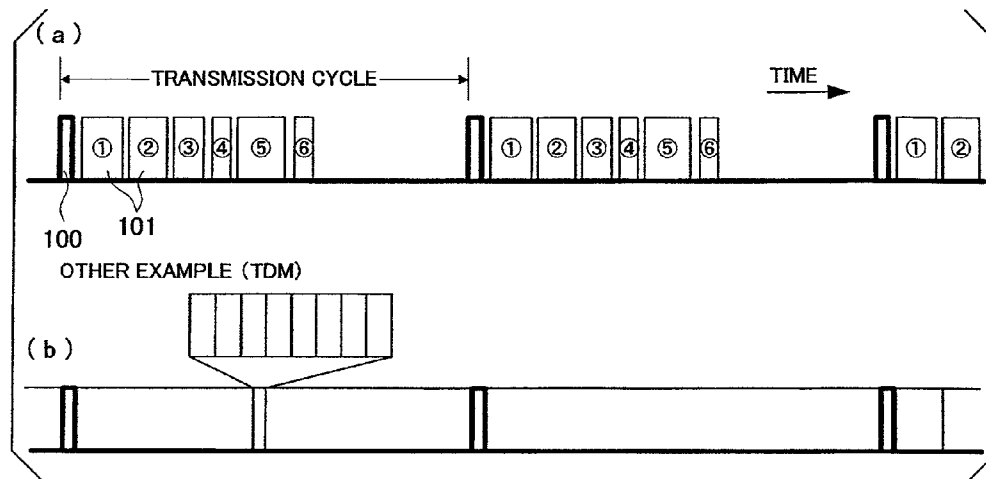 (a)
TRANSMISSION CYCLE
TIME
① ② ③ ④ ⑤ ⑥ ① ② ③ ④ ⑤ ⑥ ① ②
100 101
OTHER EXAMPLE (TDM)
(b)